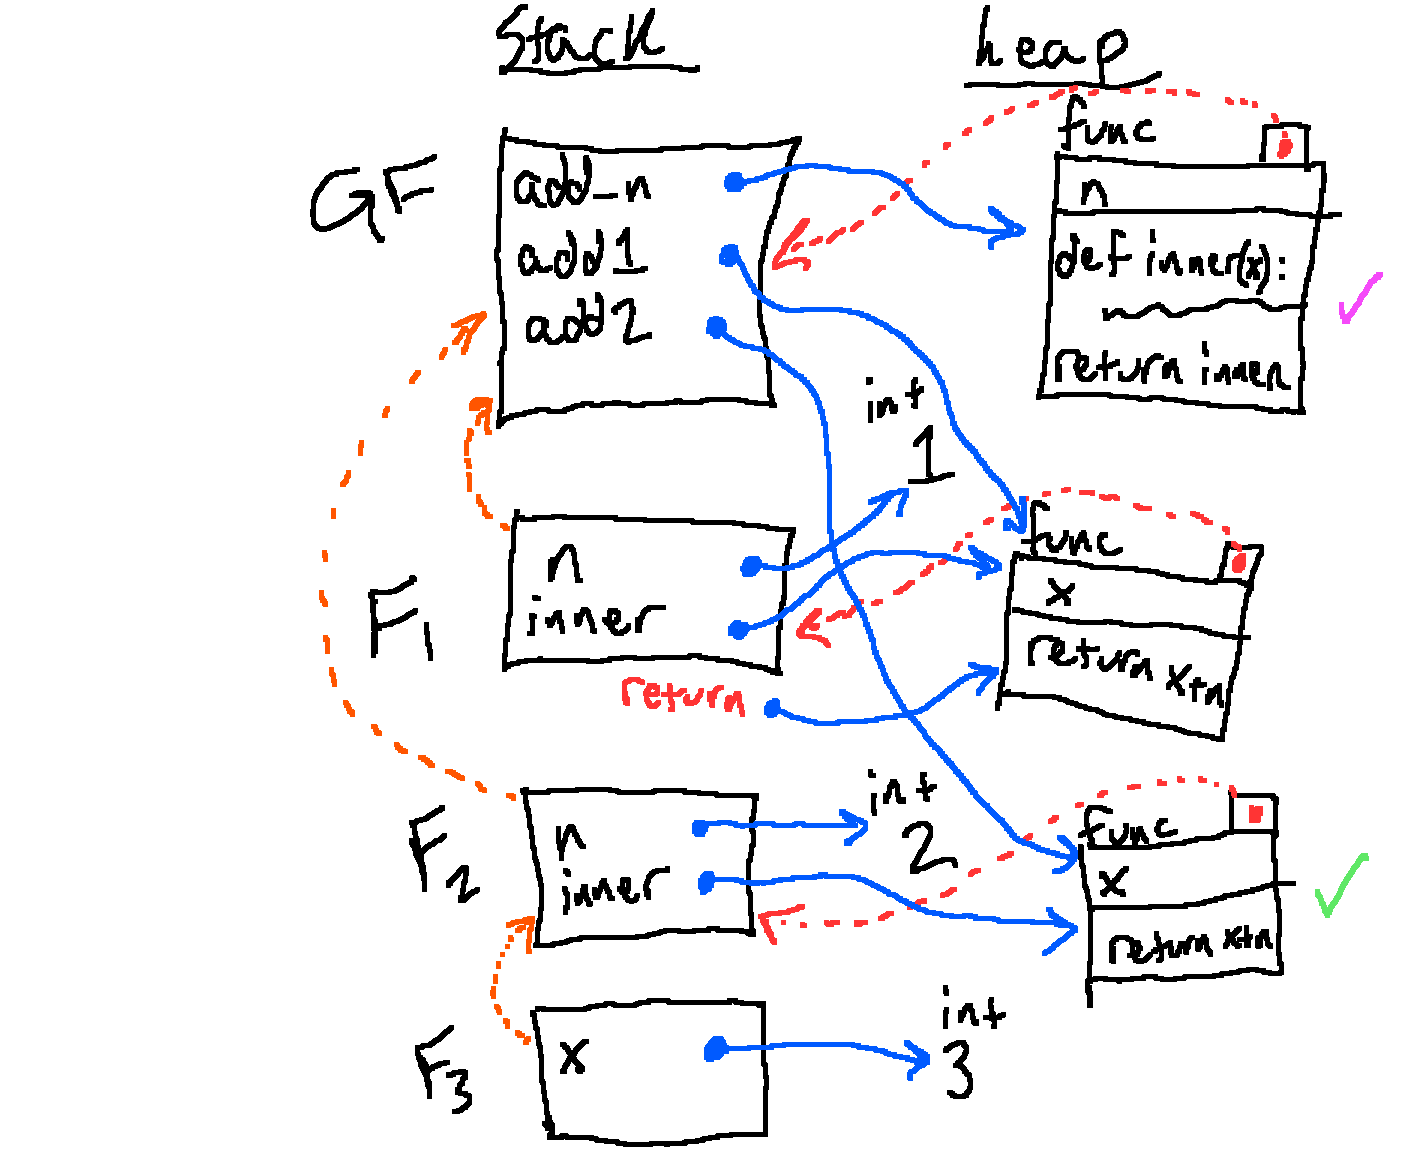 Stack
heap
GF
add_n
add1
add2
func
n
def inner(x):
return inner
int
1
F1
n
inner
return
func
x
return x+n
F2
n
inner
int
2
func
x
return x+n
F3
x
int
3